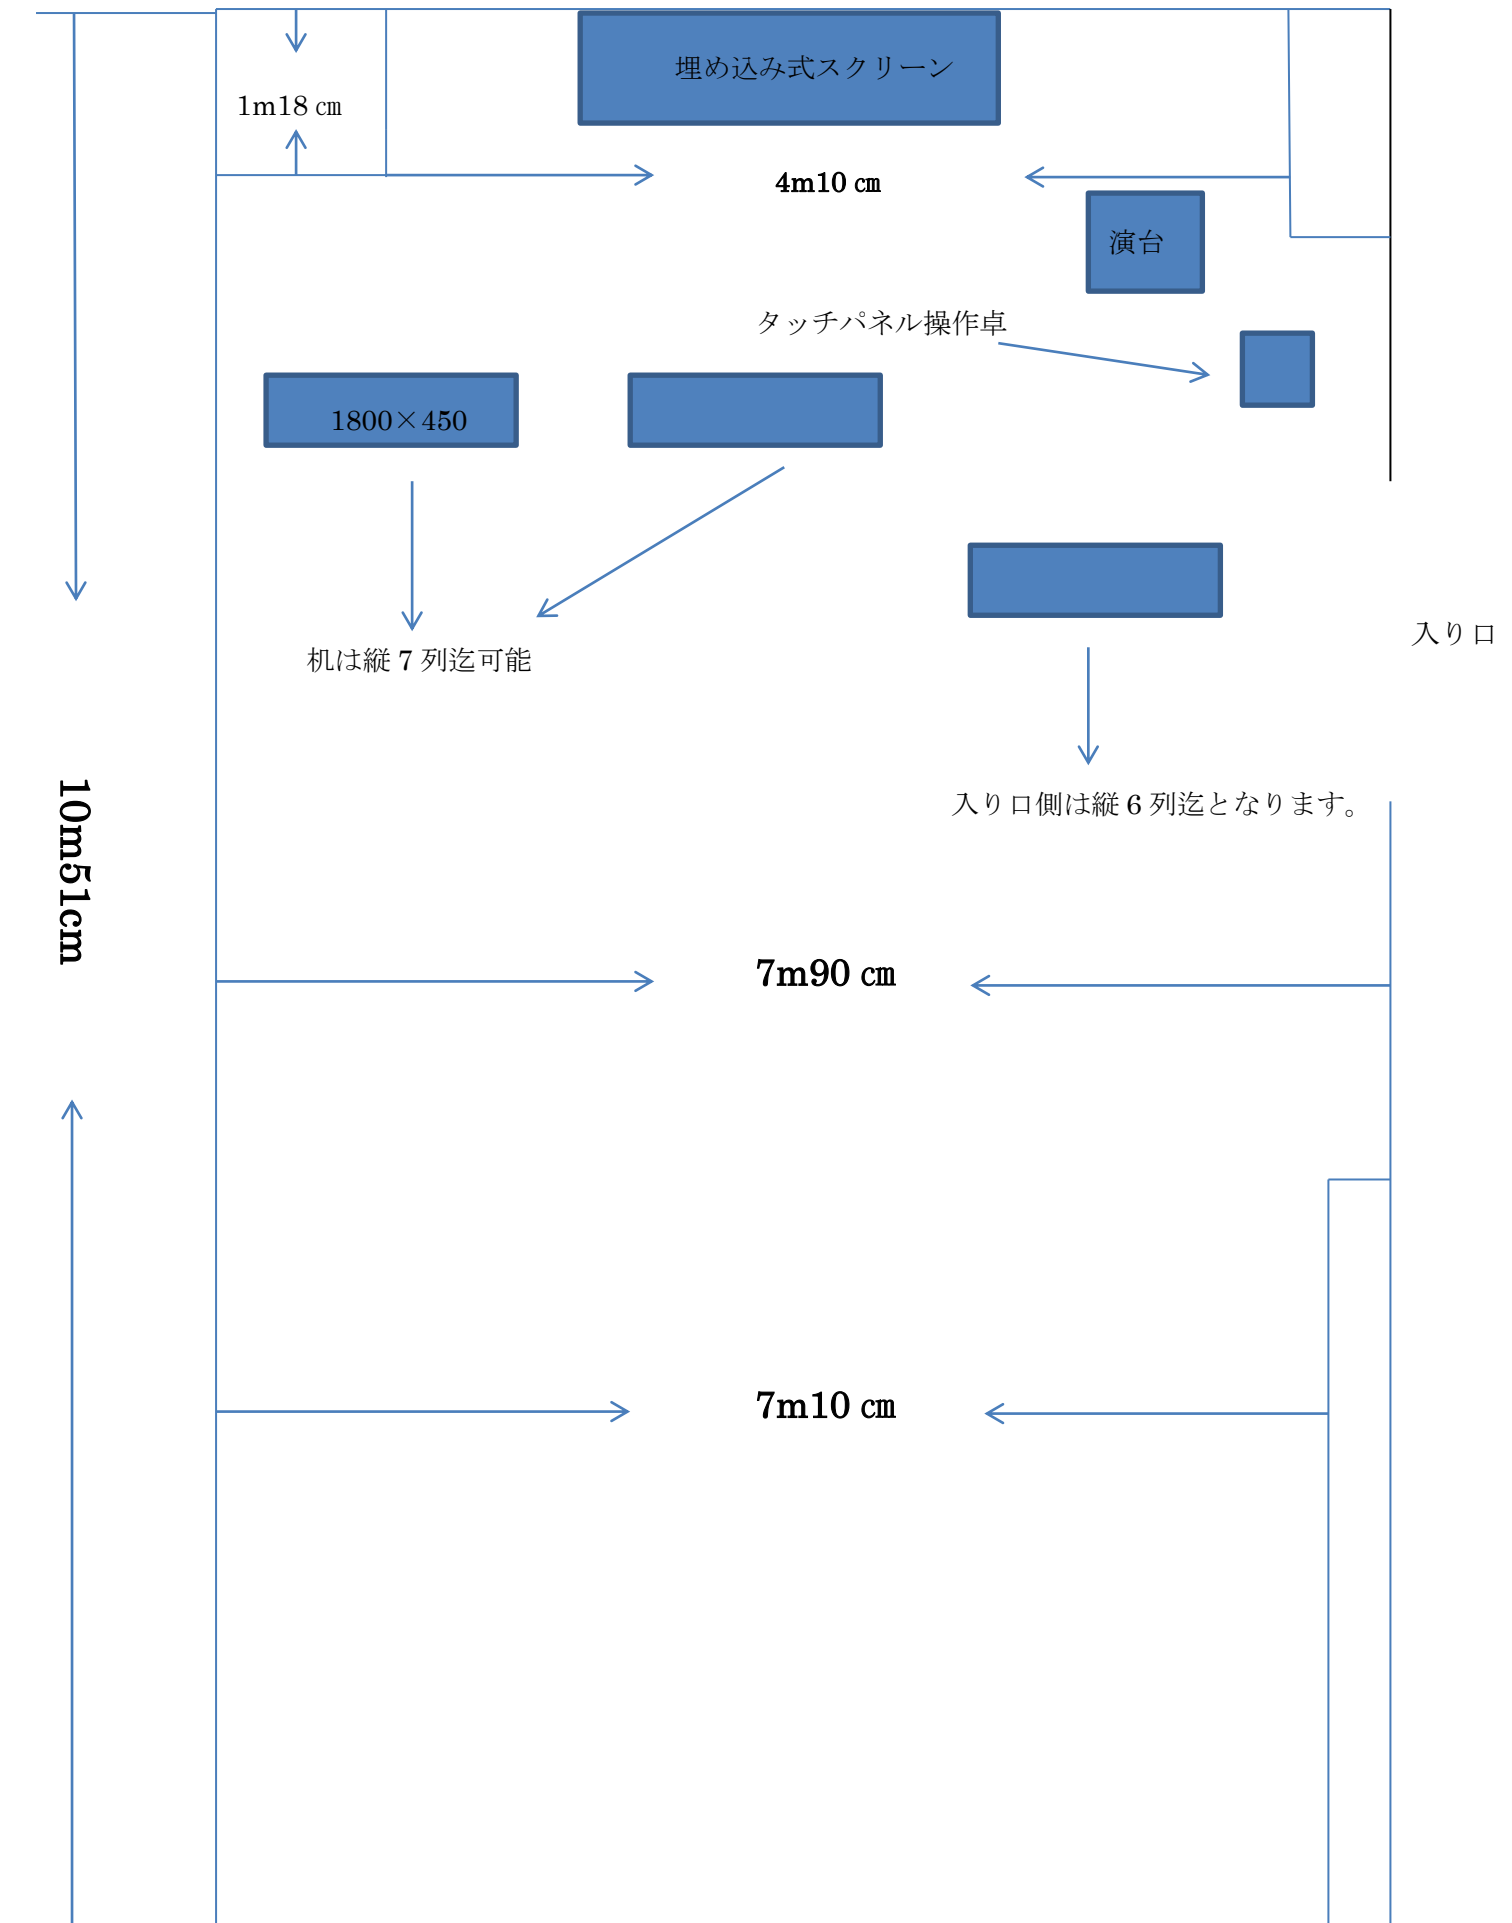 埋め込み式スクリーン
1m18 ㎝
4m10 ㎝
演台
タッチパネル操作卓
1800×450
入り口
机は縦 7 列迄可能
入り口側は縦 6 列迄となります。
10m51cm
7m90 ㎝
7m10 ㎝